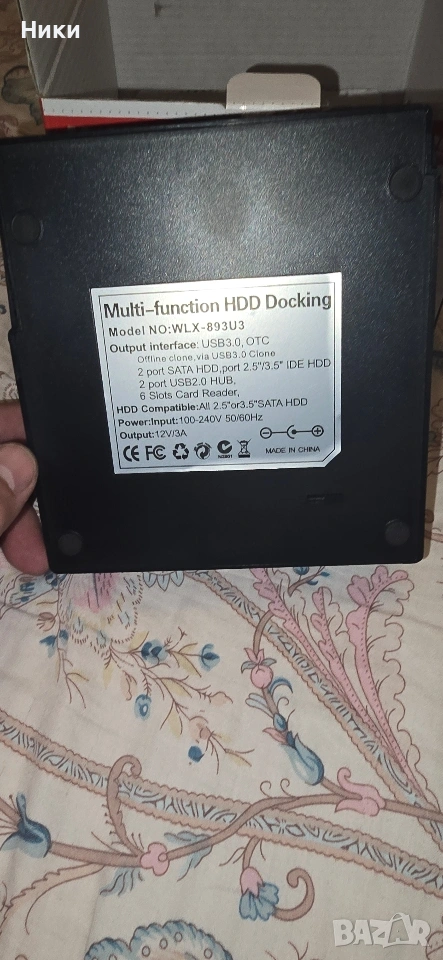 Ники
Multi-function HDD Docking
Model NO:WLX-893U3
Output interface: USB3.0, OTC
Offline clone,via USB3.0 Clone
2 port SATA HDD,port 2.5"/3.5" IDE HDD
2 port USB2.0 HUB,
6 Slots Card Reader,
HDD Compatible:All 2.5"or3.5"SATA HDD
Power:Input:100-240V 50/60Hz
Output:12V/3A
CE FC
MADE IN CHINA
BAZAR